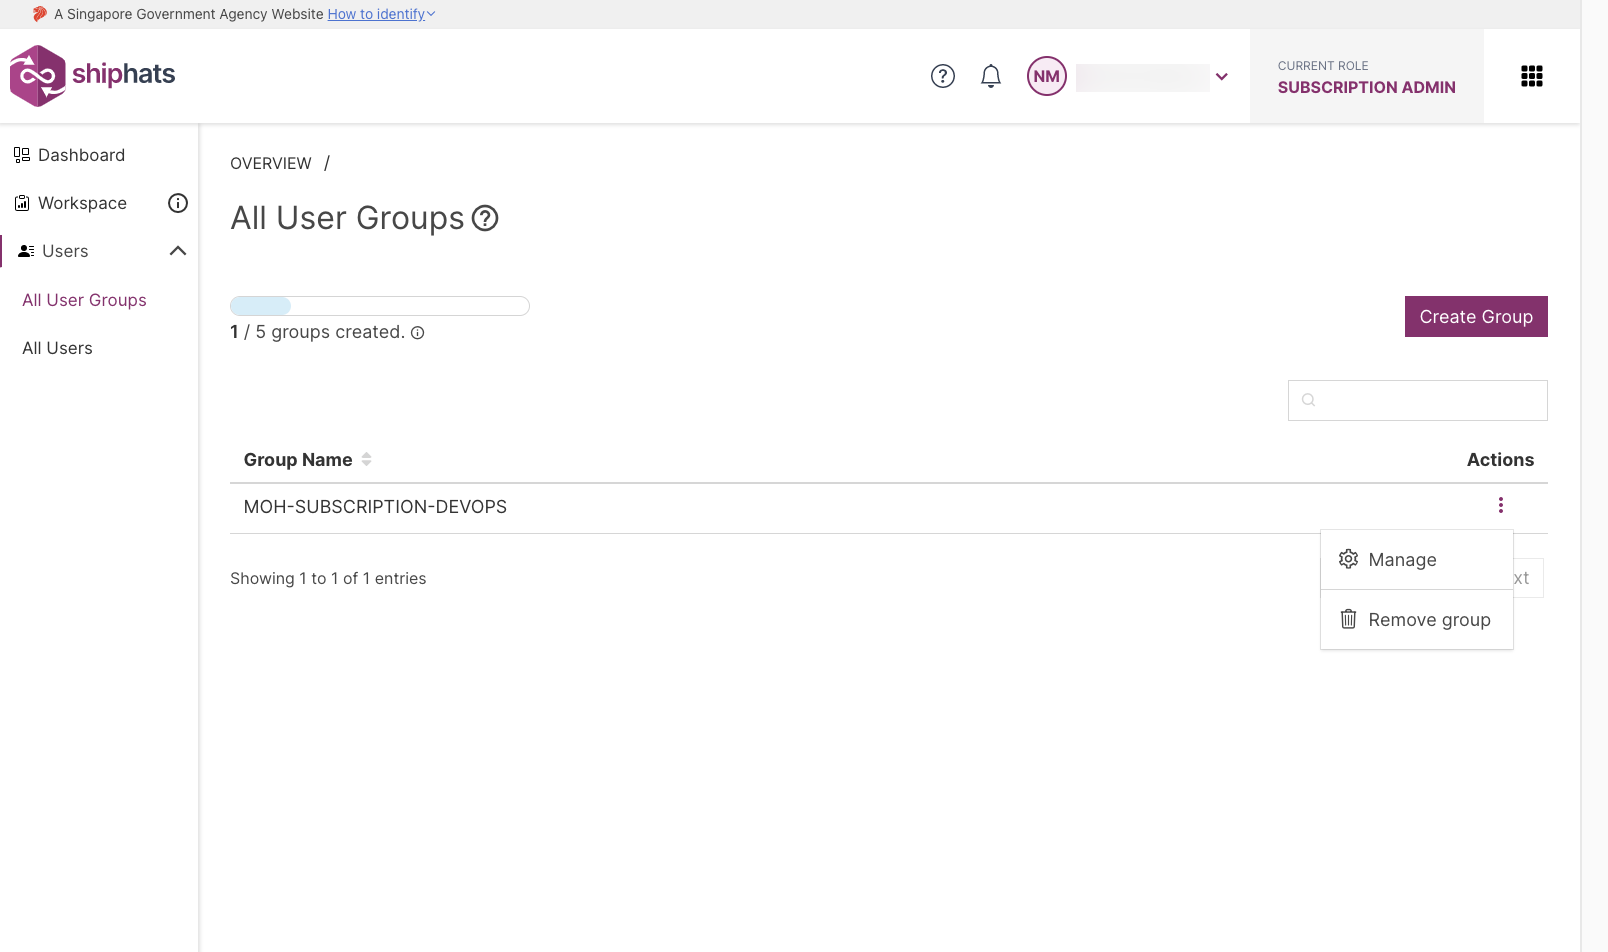 A Singapore Government Agency Website How to identify
shiphats
NM
CURRENT ROLE
SUBSCRIPTION ADMIN
Dashboard
Workspace
Users
All User Groups
All Users
OVERVIEW /
All User Groups
1 / 5 groups created.
Create Group
Group Name
Actions
MOH-SUBSCRIPTION-DEVOPS
Manage
Remove group
Showing 1 to 1 of 1 entries
xt